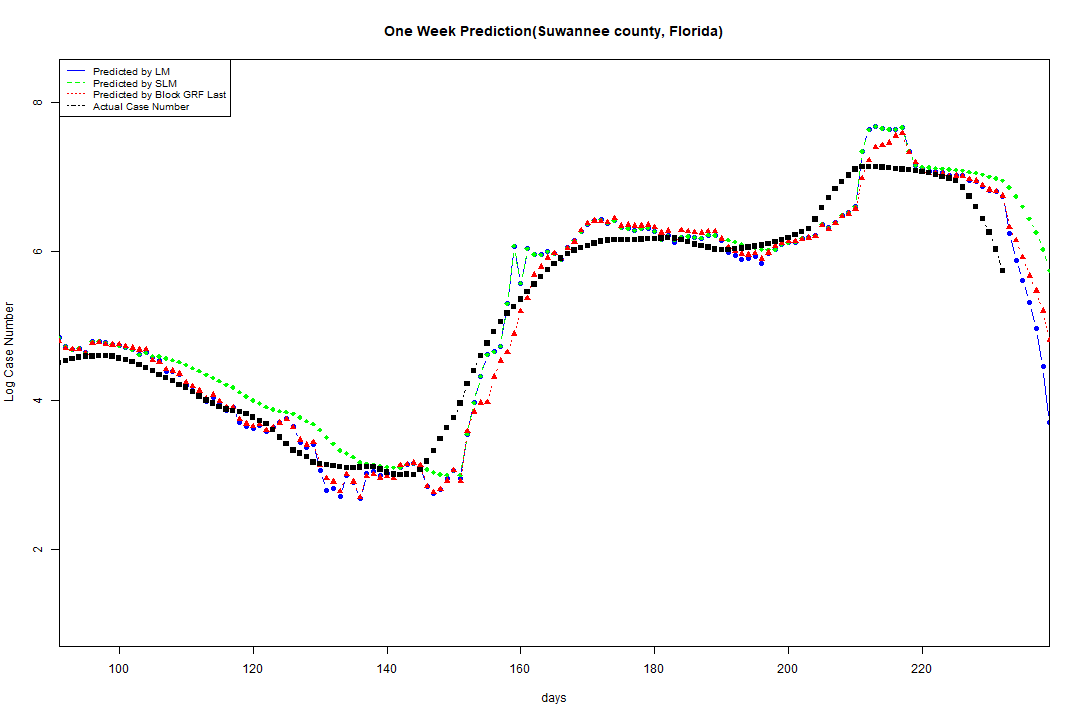 One Week Prediction(Suwannee county, Florida)
Predicted by LM
Predicted by SLM
Predicted by Block GRF Last
Actual Case Number
8
6
4
2
Log Case Number
100 120 140 160 180 200 220
days